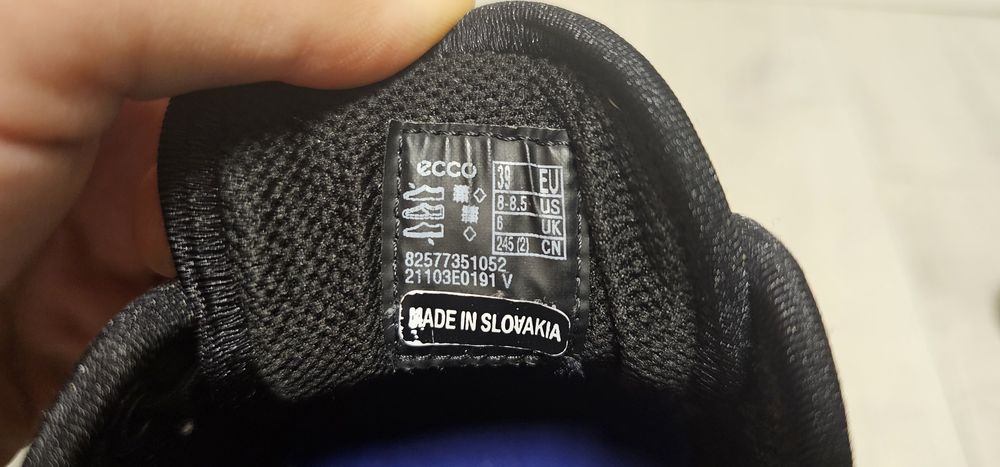 ecco
39 EU
8-8.5 US
6 UK
245 (2) CN
82577351052
21103E0191 V
MADE IN SLOVAKIA